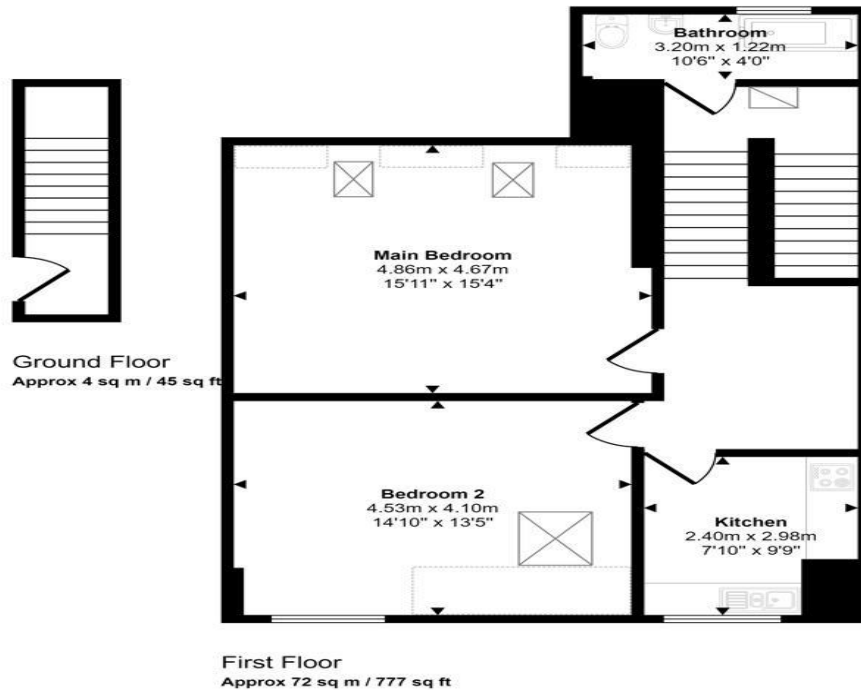 Bathroom
3.20m x 1.22m
10'6" x 4'0"
Main Bedroom
4.86m x 4.67m
15'11" x 15'4"
Ground Floor
Approx 4 sq m / 45 sq ft
Bedroom 2
4.53m x 4.10m
14'10" x 13'5"
Kitchen
2.40m x 2.98m
7'10" x 9'9"
First Floor
Approx 72 sq m / 777 sq ft